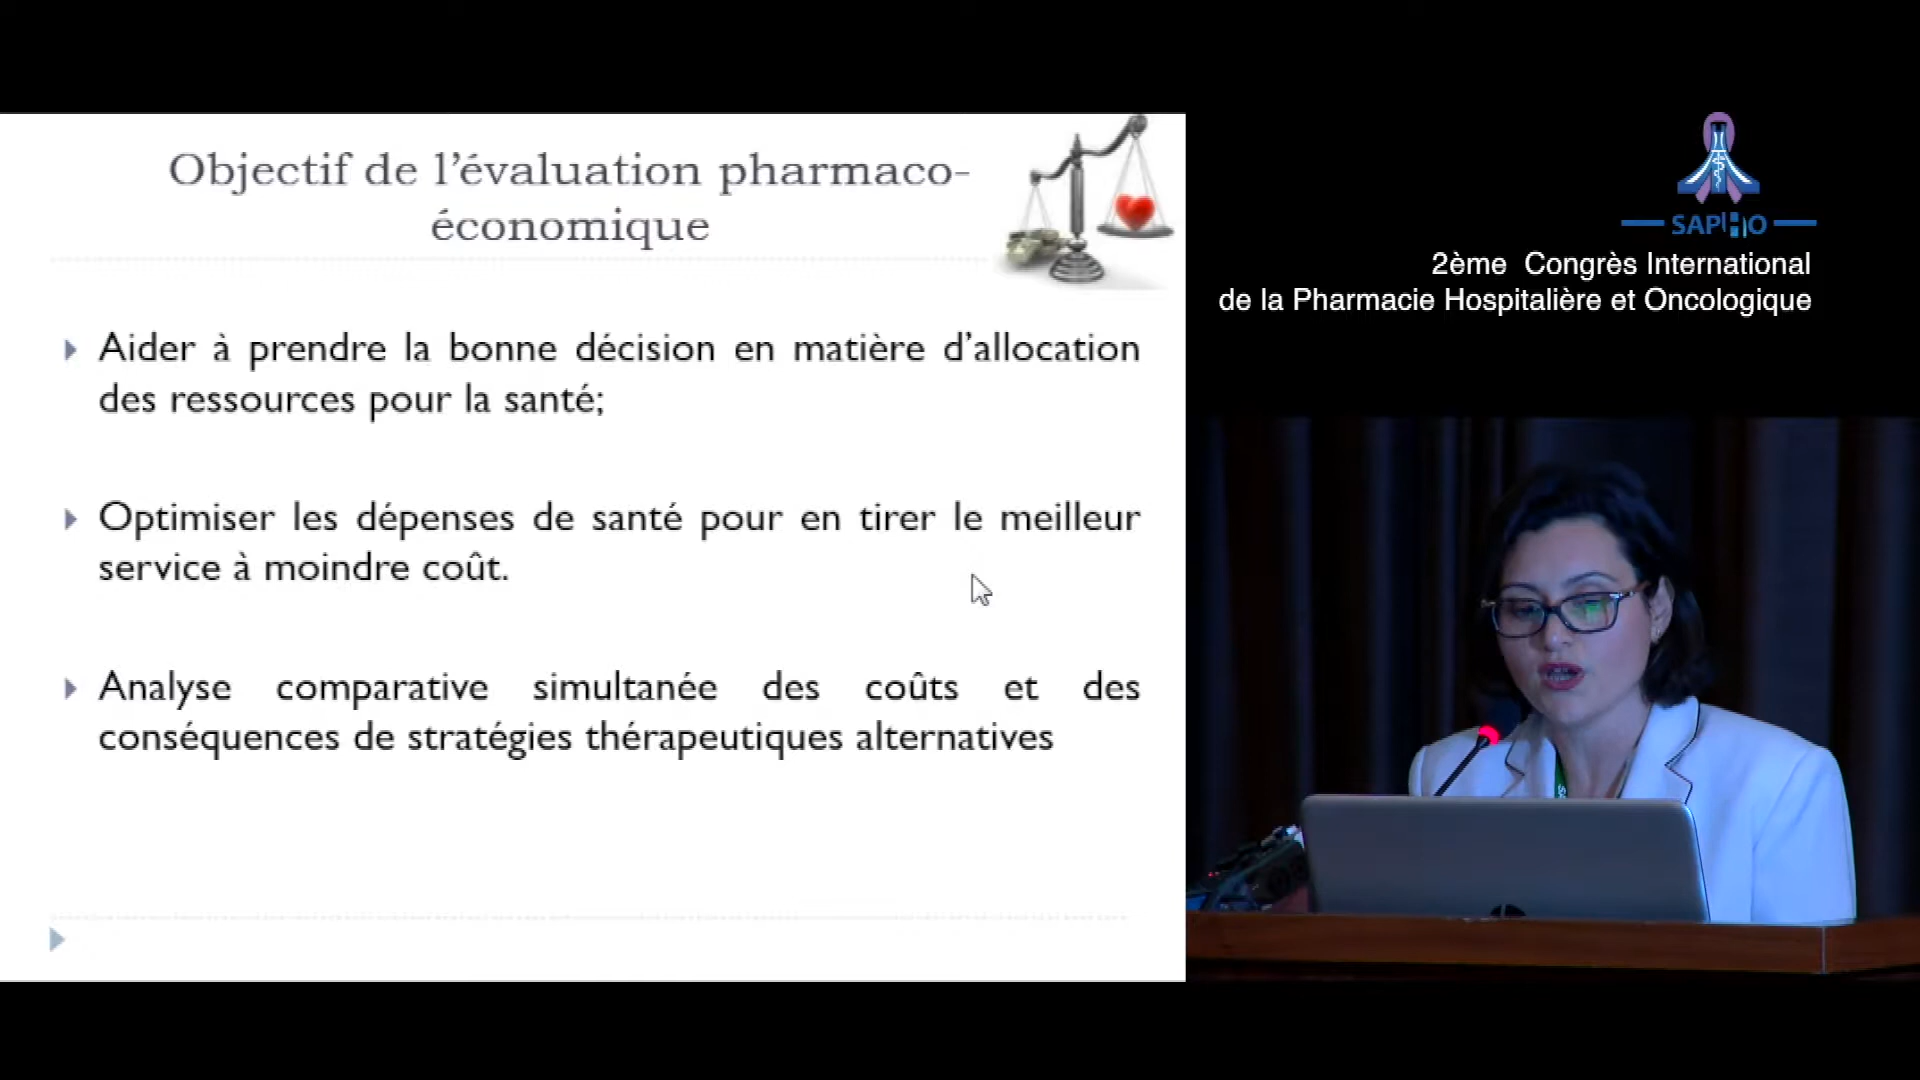 Objectif de l’évaluation pharmaco-
économique
Aider à prendre la bonne décision en matière d’allocation
des ressources pour la santé;
Optimiser les dépenses de santé pour en tirer le meilleur
service à moindre coût.
Analyse comparative simultanée des coûts et des
conséquences de stratégies thérapeutiques alternatives
SAPHO
2ème Congrès International
de la Pharmacie Hospitalière et Oncologique